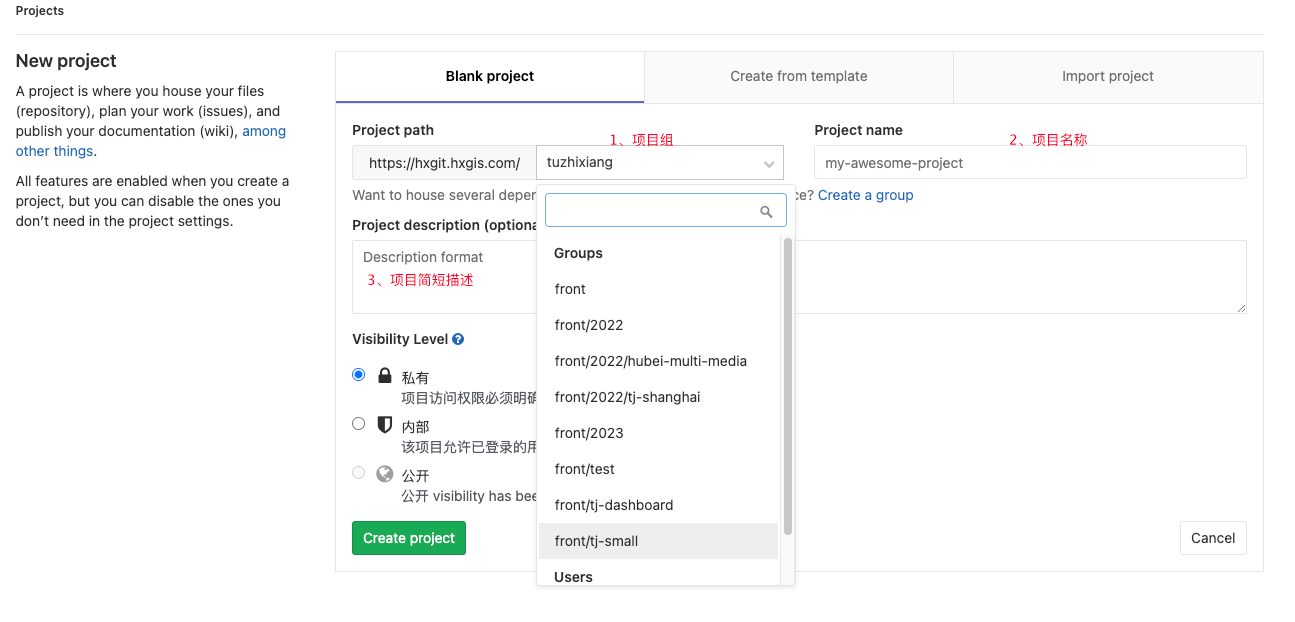 Projects
New project
A project is where you house your files
(repository), plan your work (issues), and
publish your documentation (wiki), among
other things.
All features are enabled when you create a
project, but you can disable the ones you
don’t need in the project settings.
Blank project
Create from template
Import project
Project path
1、项目组
Project name
2、项目名称
https://hxgit.hxgis.com/
tuzhixiang
my-awesome-project
Want to house several ce? Create a group
Project description
Description format
3、项目简短描述
Groups
front
front/2022
front/2022/hubei-multi-media
front/2022/tj-shanghai
front/2023
front/test
front/tj-dashboard
front/tj-small
Users
Visibility Level
私有
项目访问权限必须明确
内部
该项目允许已登录的用
公开
公开 visibility has bee
Create project
Cancel